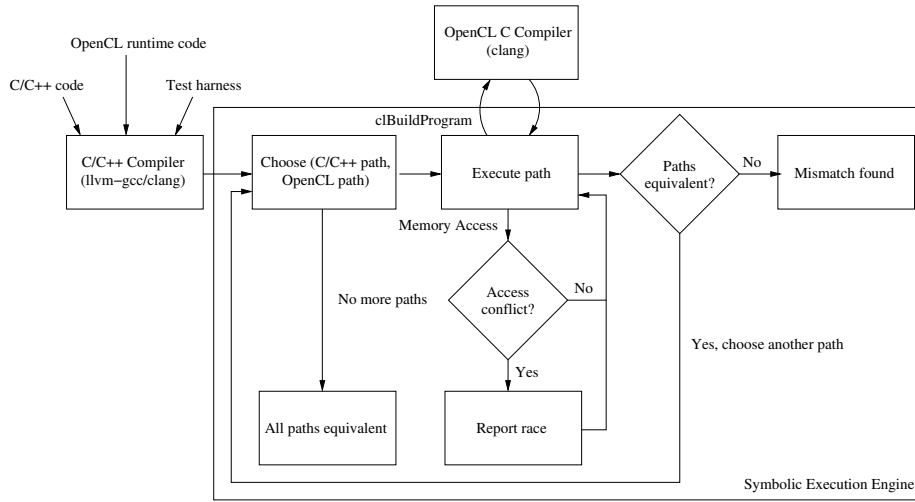 OpenCL runtime code
C/C++ code
Test harness
OpenCL C Compiler
(clang)
clBuildProgram
C/C++ Compiler
(llvm−gcc/clang)
Choose (C/C++ path,
OpenCL path)
Execute path
Paths
equivalent?
No
Mismatch found
Memory Access
No more paths
Access
conflict?
No
Yes
Yes, choose another path
All paths equivalent
Report race
Symbolic Execution Engine